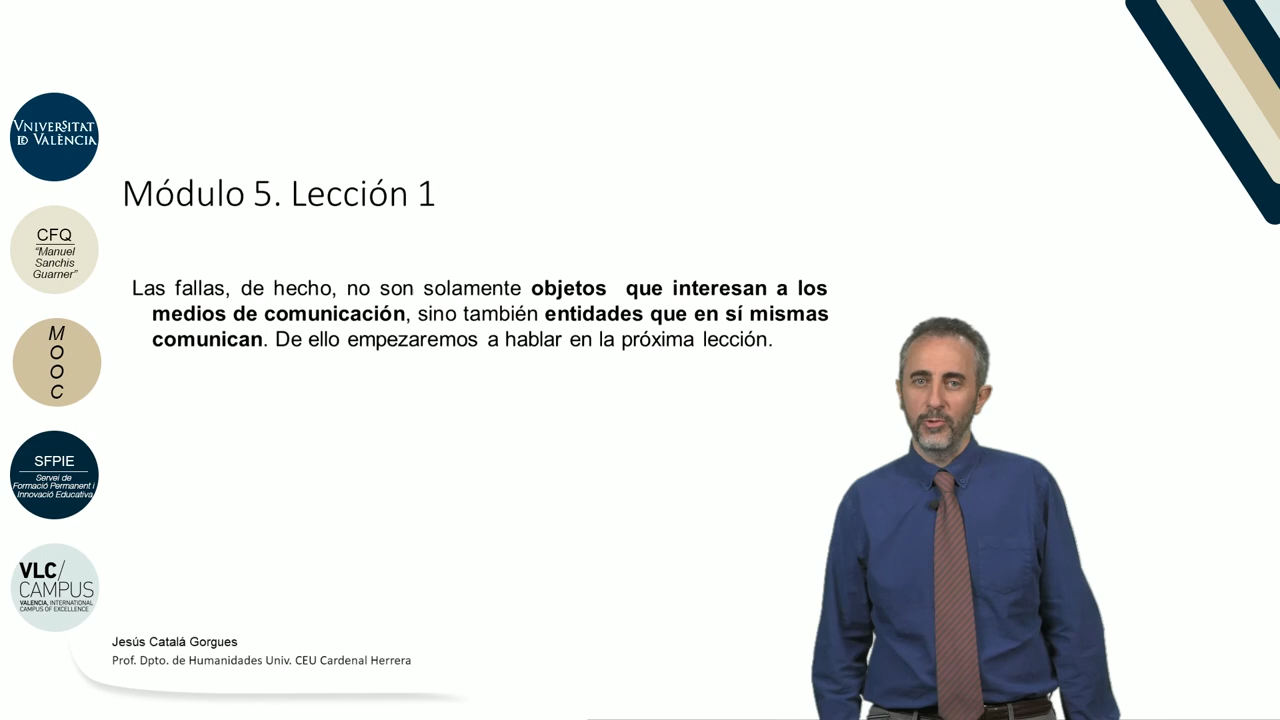 VNIVERSITAT
ID VALÈNCIA
CFQ
“Manuel
Sanchis
Guarner”
M
O
O
C
SFPIE
Servei de
Formació Permanent i
Innovació Educativa
VLC/
CAMPUS
VALENCIA, INTERNATIONAL
CAMPUS OF EXCELLENCE
Módulo 5. Lección 1
Las fallas, de hecho, no son solamente objetos que interesan a los
medios de comunicación, sino también entidades que en sí mismas
comunican. De ello empezaremos a hablar en la próxima lección.
Jesús Catalá Gorgues
Prof. Dpto. de Humanidades Univ. CEU Cardenal Herrera